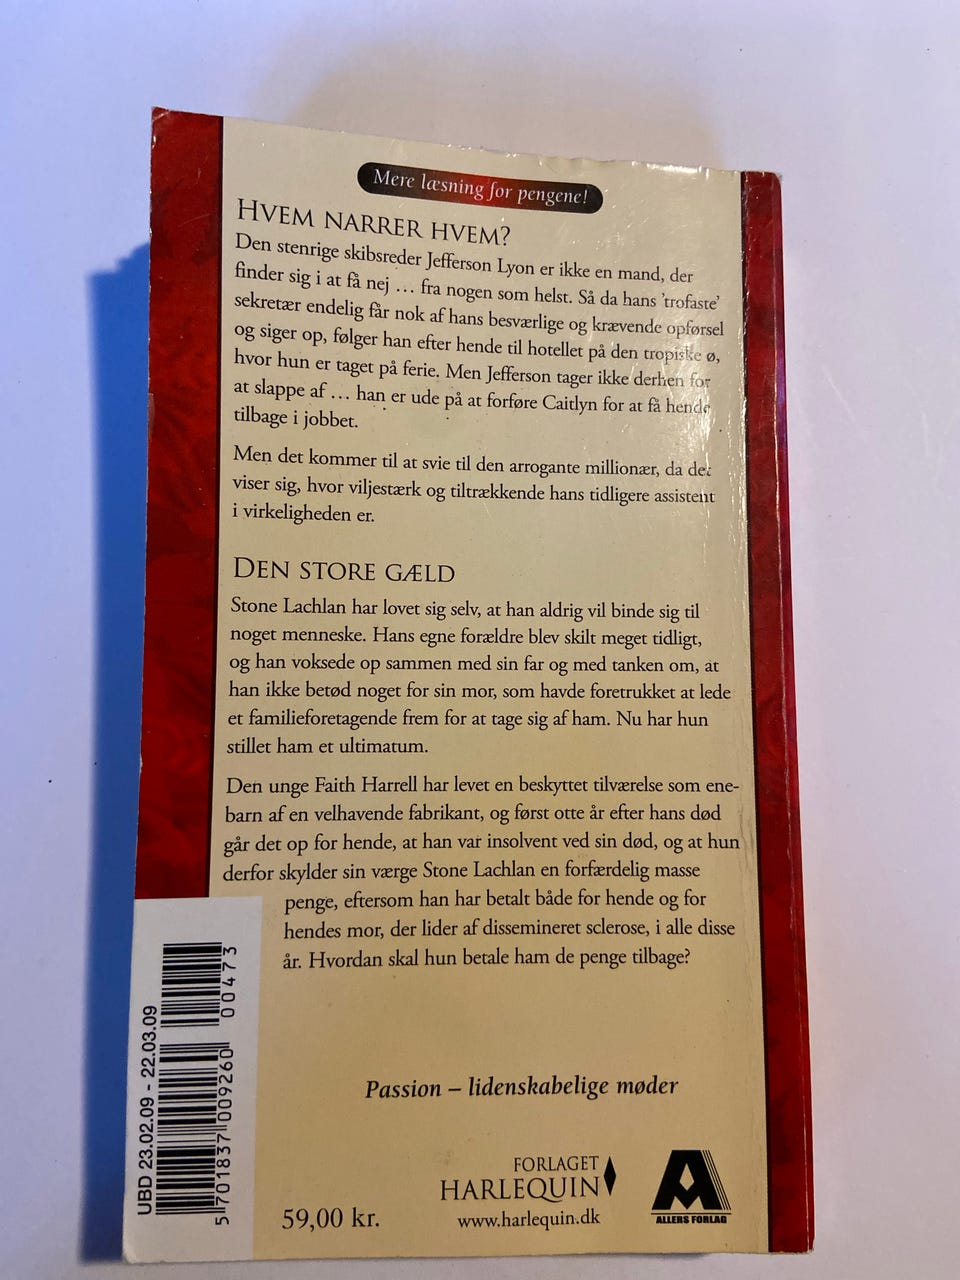 Mere læsning for pengene!
HVEM NARRER HVEM?
Den stenrige skibsreder Jefferson Lyon er ikke en mand, der
finder sig i at få nej … fra nogen som helst. Så da hans 'trofaste'
sekretær endelig får nok af hans besværlige og krævende opførsel
og siger op, følger han efter hende til hotellet på den tropiske ø,
hvor hun er taget på ferie. Men Jefferson tager ikke derhen for
at slappe af … han er ude på at forføre Caitlyn for at få hende
tilbage i jobbet.
Men det kommer til at svie til den arrogante millionær, da det
viser sig, hvor viljestærk og tiltrækkende hans tidligere assistent
i virkeligheden er.
DEN STORE GÆLD
Stone Lachlan har lovet sig selv, at han aldrig vil binde sig til
noget menneske. Hans egne forældre blev skilt meget tidligt,
og han voksede op sammen med sin far og med tanken om, at
han ikke betød noget for sin mor, som havde foretrukket at lede
et familieforetagende frem for at tage sig af ham. Nu har hun
stillet ham et ultimatum.
Den unge Faith Harrell har levet en beskyttet tilværelse som ene-
barn af en velhavende fabrikant, og først otte år efter hans død
går det op for hende, at han var insolvent ved sin død, og at hun
derfor skylder sin værge Stone Lachlan en forfærdelig masse
penge, eftersom han har betalt både for hende og for
hendes mor, der lider af dissemineret sclerose, i alle disse
år. Hvordan skal hun betale ham de penge tilbage?
Passion – lidenskabelige møder
FORLAGET
HARLEQUIN
www.harlequin.dk
ALLERS FORLAG
59,00 kr.
UBD 23.02.09 - 22.03.09
5 701837 009260
00473